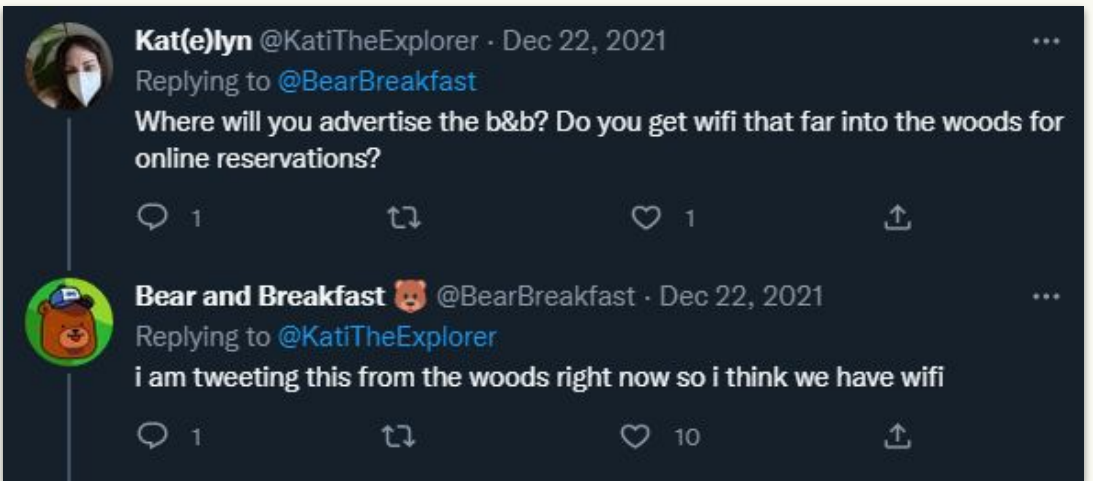 Kat(e)lyn @KatiTheExplorer · Dec 22, 2021
Replying to @BearBreakfast
Where will you advertise the b&b? Do you get wifi that far into the woods for
online reservations?
1 1
Bear and Breakfast 🐻 @BearBreakfast · Dec 22, 2021
Replying to @KatiTheExplorer
i am tweeting this from the woods right now so i think we have wifi
1 10